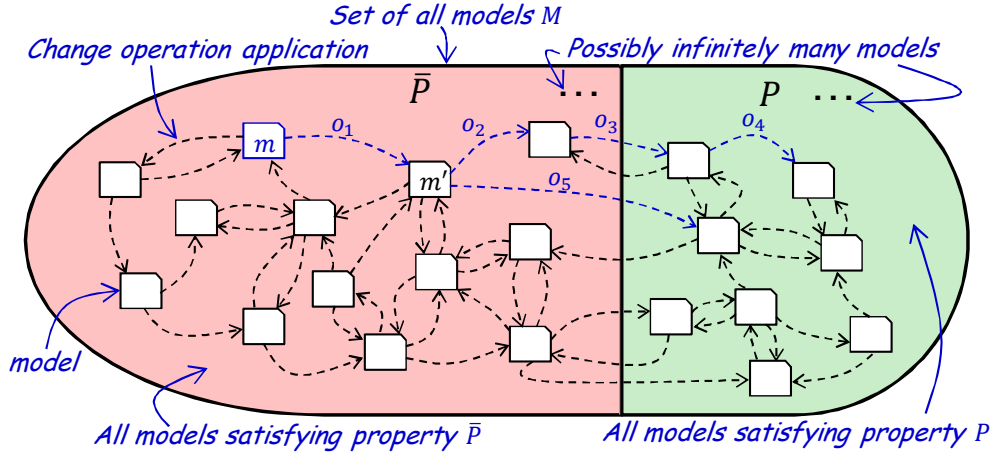 Set of all models M
Change operation application
Possibly infinitely many models
P̄
...
P
...
m
o₁
o₂
o₃
o₄
m′
o₅
model
All models satisfying property P̄
All models satisfying property P